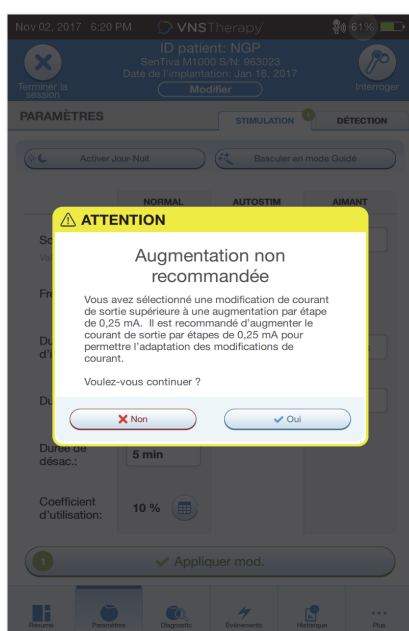 Nov 02, 2017 6:20 PM VNSTherapy 61%
ID patient: NGP
SenTiva M1000 S/N: 963023
Date de l'implantation: Jan 16, 2017
Terminer la
session
Modifier
Interroger
PARAMÈTRES
STIMULATION 1 DÉTECTION
Activer Jour-Nuit Basculer en mode Guidé
NORMAL AUTOSTIM AIMANT
ATTENTION
Augmentation non
recommandée
Vous avez sélectionné une modification de courant
de sortie supérieure à une augmentation par étape
de 0,25 mA. Il est recommandé d'augmenter le
courant de sortie par étapes de 0,25 mA pour
permettre l'adaptation des modifications de
courant.
Voulez-vous continuer ?
Non Oui
Durée de
désac.:
5 min
Coefficient
d'utilisation:
10 %
1 Appliquer mod.
Résumé Paramètres Diagnostic Événements Historique Plus